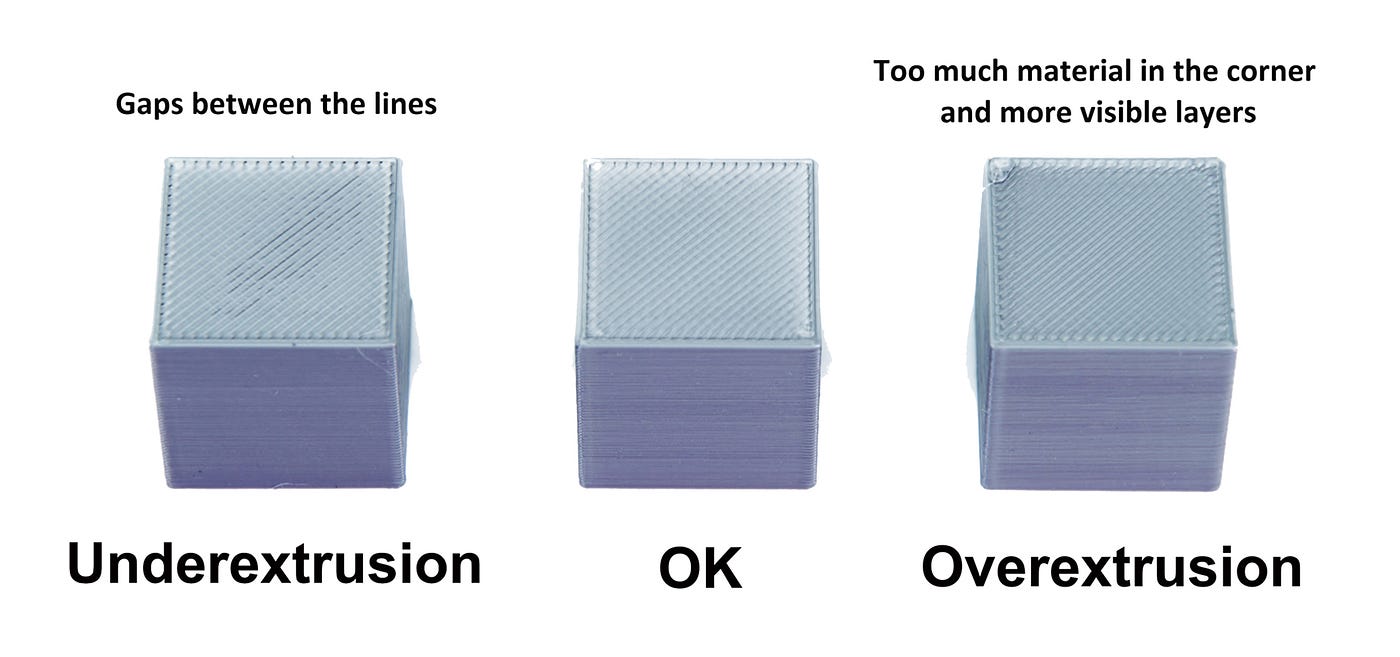 Gaps between the lines
Too much material in the corner
and more visible layers
Underextrusion
OK
Overextrusion